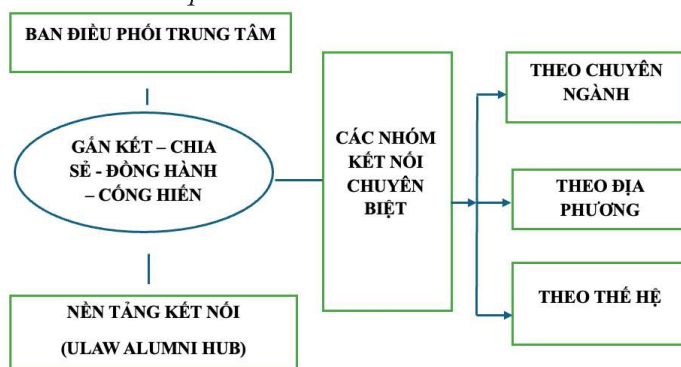 BAN ĐIỀU PHỐI TRUNG TÂM
GẮN KẾT – CHIA
SẺ - ĐỒNG HÀNH
– CỐNG HIẾN
NỀN TẢNG KẾT NỐI
(ULAW ALUMNI HUB)
CÁC NHÓM
KẾT NỐI
CHUYÊN
BIỆT
THEO CHUYÊN
NGÀNH
THEO ĐỊA
PHƯƠNG
THEO THẾ HỆ